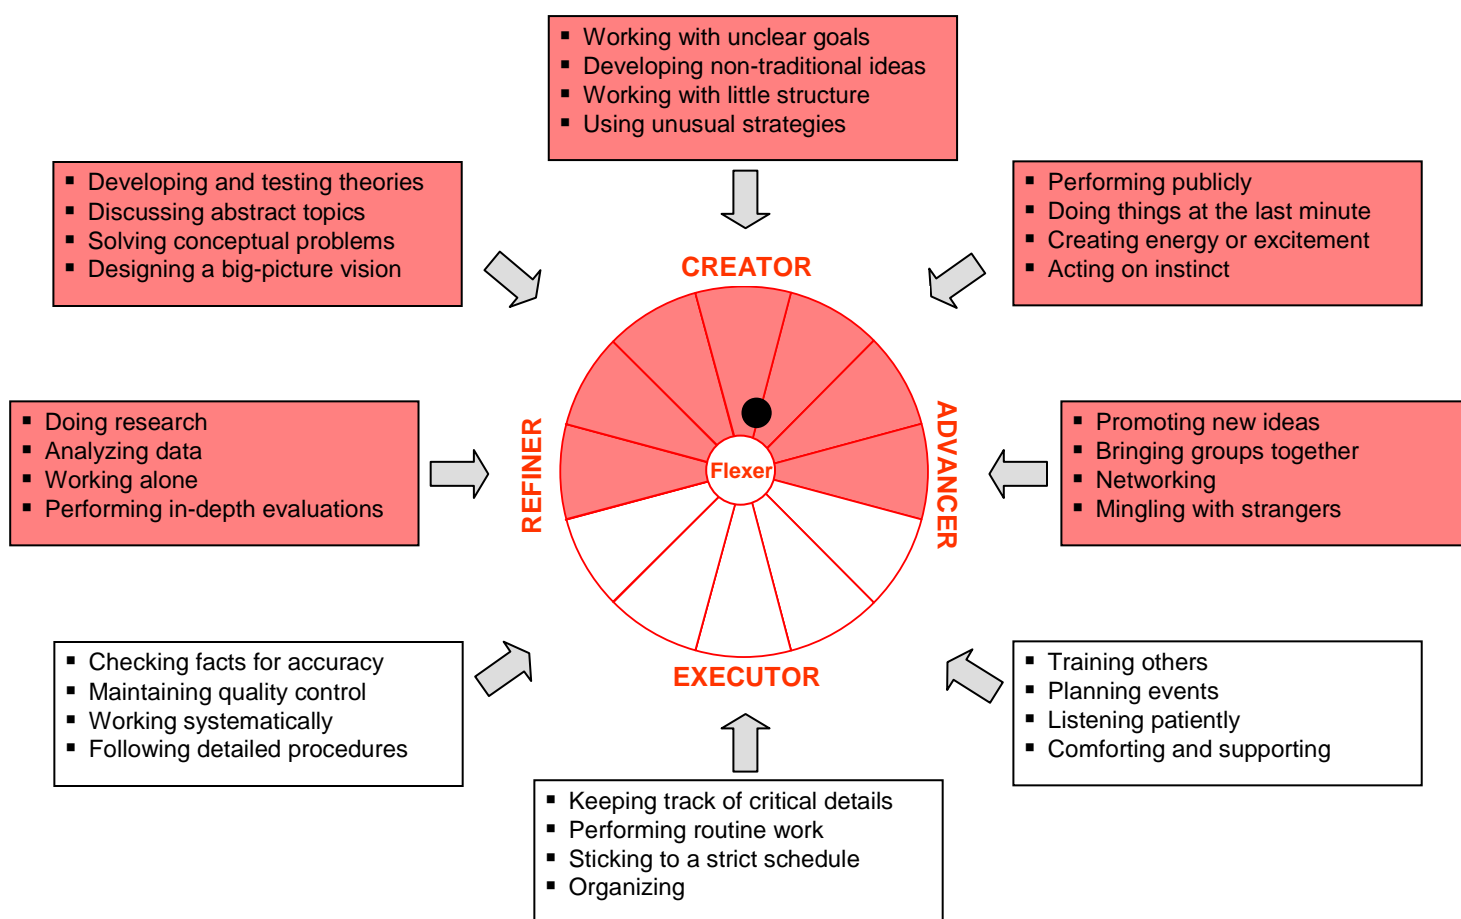 ▪ Working with unclear goals
▪ Developing non-traditional ideas
▪ Working with little structure
▪ Using unusual strategies
▪ Developing and testing theories
▪ Discussing abstract topics
▪ Solving conceptual problems
▪ Designing a big-picture vision
▪ Performing publicly
▪ Doing things at the last minute
▪ Creating energy or excitement
▪ Acting on instinct
CREATOR
▪ Doing research
▪ Analyzing data
▪ Working alone
▪ Performing in-depth evaluations
REFINER
Flexer
ADVANCER
▪ Promoting new ideas
▪ Bringing groups together
▪ Networking
▪ Mingling with strangers
EXECUTOR
▪ Checking facts for accuracy
▪ Maintaining quality control
▪ Working systematically
▪ Following detailed procedures
▪ Training others
▪ Planning events
▪ Listening patiently
▪ Comforting and supporting
▪ Keeping track of critical details
▪ Performing routine work
▪ Sticking to a strict schedule
▪ Organizing